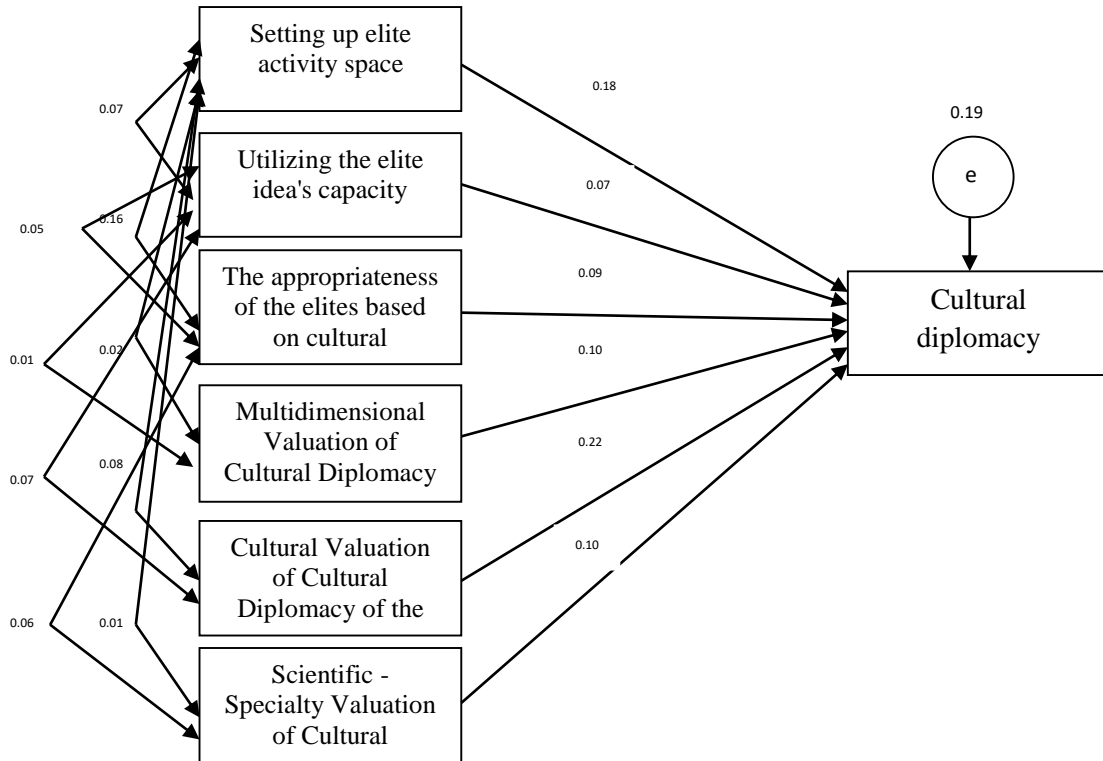 Setting up elite
activity space
0.18
0.07
0.19
e
Utilizing the elite
idea's capacity
0.07
0.16
0.05
The appropriateness
of the elites based
on cultural
0.09
Cultural
diplomacy
0.10
0.01
0.02
Multidimensional
Valuation of
Cultural Diplomacy
0.22
0.08
0.07
Cultural Valuation
of Cultural
Diplomacy of the
0.10
0.06
0.01
Scientific -
Specialty Valuation
of Cultural